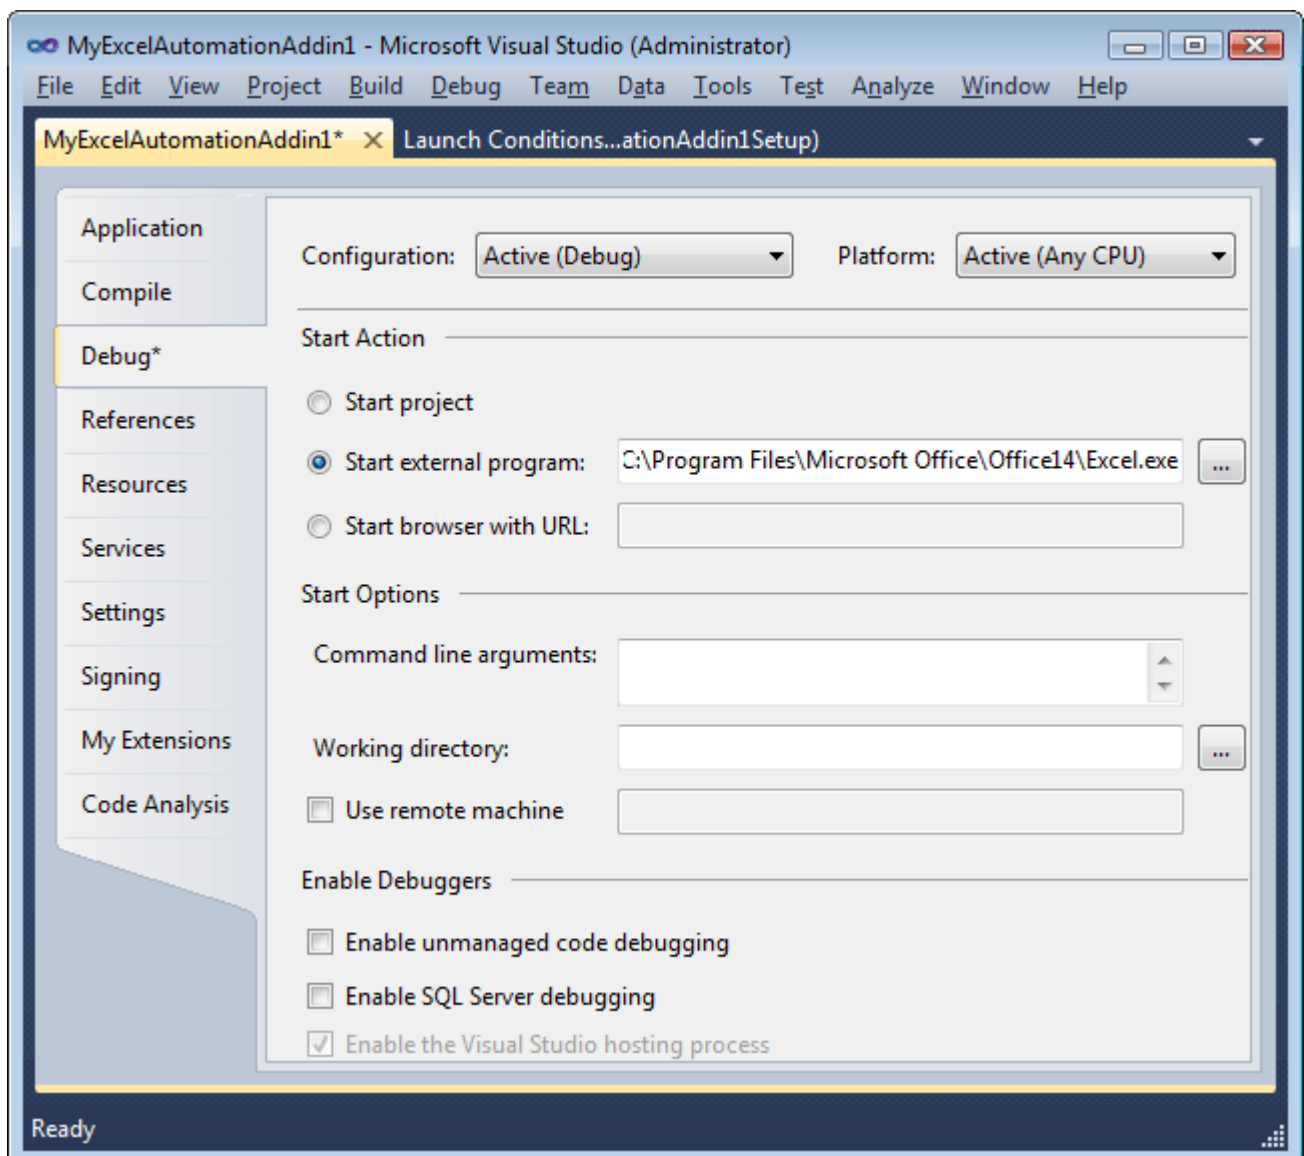 MyExcelAutomationAddin1 - Microsoft Visual Studio (Administrator)
File Edit View Project Build Debug Team Data Tools Test Analyze Window Help
MyExcelAutomationAddin1* Launch Conditions...ationAddin1Setup)
Application
Compile
Debug*
References
Resources
Services
Settings
Signing
My Extensions
Code Analysis
Configuration: Active (Debug) Platform: Active (Any CPU)
Start Action
Start project
Start external program: C:\Program Files\Microsoft Office\Office14\Excel.exe ...
Start browser with URL:
Start Options
Command line arguments:
Working directory: ...
Use remote machine
Enable Debuggers
Enable unmanaged code debugging
Enable SQL Server debugging
Enable the Visual Studio hosting process
Ready